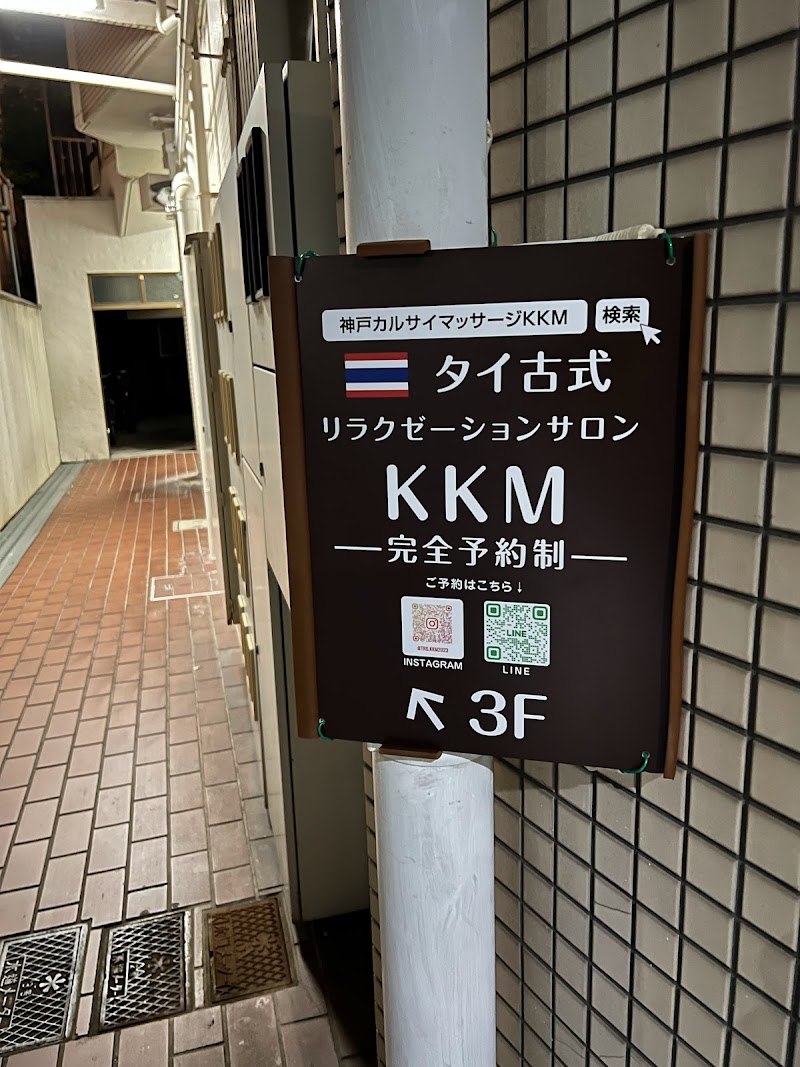 神戸カルサイマッサージKKM 検索
タイ古式
リラクゼーションサロン
KKM
完全予約制
ご予約はこちら↓
LINE
INSTAGRAM
LINE
↖ 3F